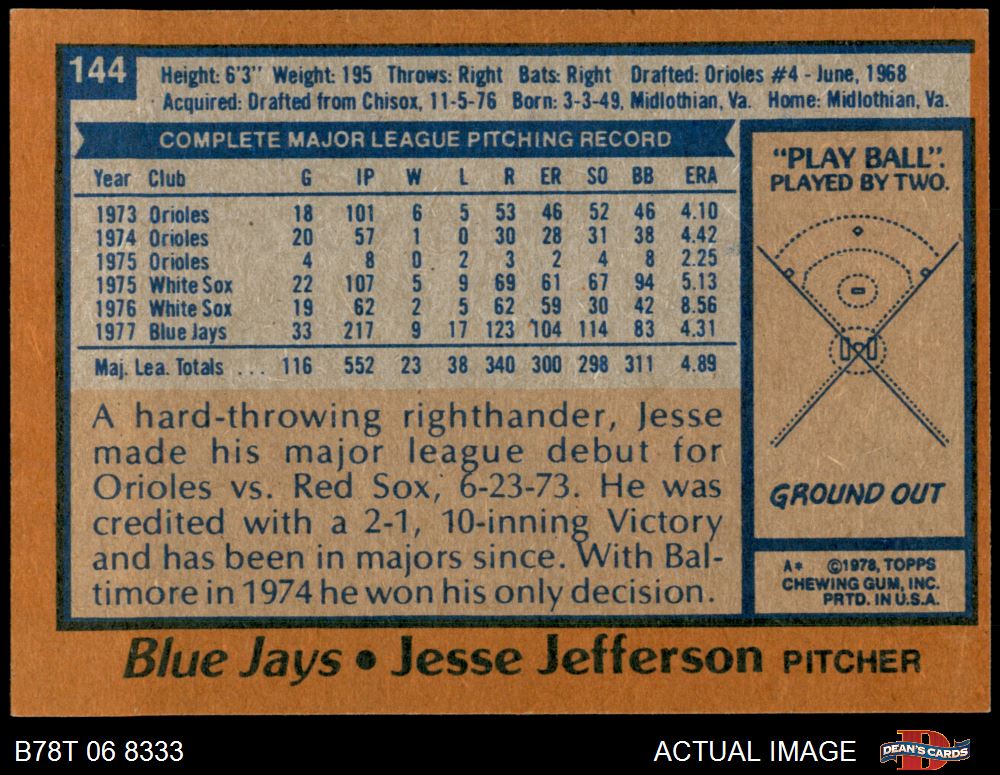 144
Height: 6'3" Weight: 195 Throws: Right Bats: Right Drafted: Orioles #4 - June, 1968
Acquired: Drafted from Chisox, 11-5-76 Born: 3-3-49, Midlothian, Va. Home: Midlothian, Va.
COMPLETE MAJOR LEAGUE PITCHING RECORD
Year Club G IP W L R ER SO BB ERA
1973 Orioles 18 101 6 5 53 46 52 46 4.10
1974 Orioles 20 57 1 0 30 28 31 38 4.42
1975 Orioles 4 8 0 2 3 2 4 8 2.25
1975 White Sox 22 107 5 9 69 61 67 94 5.13
1976 White Sox 19 62 2 5 62 59 30 42 8.56
1977 Blue Jays 33 217 9 17 123 104 114 83 4.31
Maj. Lea. Totals ... 116 552 23 38 340 300 298 311 4.89
A hard-throwing righthander, Jesse
made his major league debut for
Orioles vs. Red Sox, 6-23-73. He was
credited with a 2-1, 10-inning Victory
and has been in majors since. With Bal-
timore in 1974 he won his only decision.
"PLAY BALL".
PLAYED BY TWO.
GROUND OUT
A* ©1978, TOPPS
CHEWING GUM, INC.
PRTD. IN U.S.A.
Blue Jays • Jesse Jefferson PITCHER
B78T 06 8333
ACTUAL IMAGE
D
DEAN'S CARDS